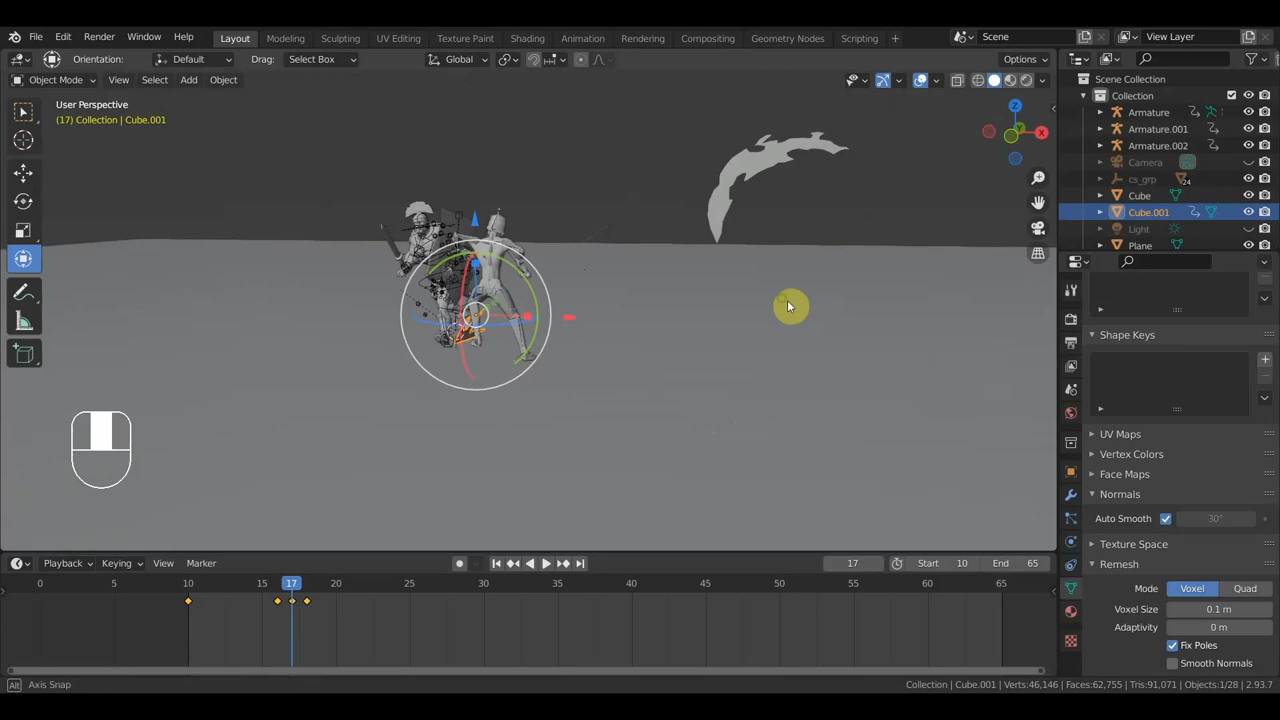 File Edit Render Window Help Layout Modeling Sculpting UV Editing Texture Paint Shading Animation Rendering Compositing Geometry Nodes Scripting + Scene View Layer
Orientation: Default Drag: Select Box Global Options
Object Mode View Select Add Object
Scene Collection
User Perspective
(17) Collection | Cube.001
Collection
Armature
Armature.001
Armature.002
Camera
cs_grp 24
Cube
Cube.001
Light
Plane
Z
Y
X
Shape Keys
UV Maps
Vertex Colors
Face Maps
Normals
Auto Smooth 30°
Texture Space
Remesh
Mode Voxel Quad
Voxel Size 0.1 m
Adaptivity 0 m
Fix Poles
Smooth Normals
Playback Keying View Marker 17 Start 10 End 65
0 5 10 15 17 20 25 30 35 40 45 50 55 60 65
Alt Axis Snap Collection | Cube.001 | Verts:46,146 | Faces:62,755 | Tris:91,071 | Objects:1/28 | 2.93.7